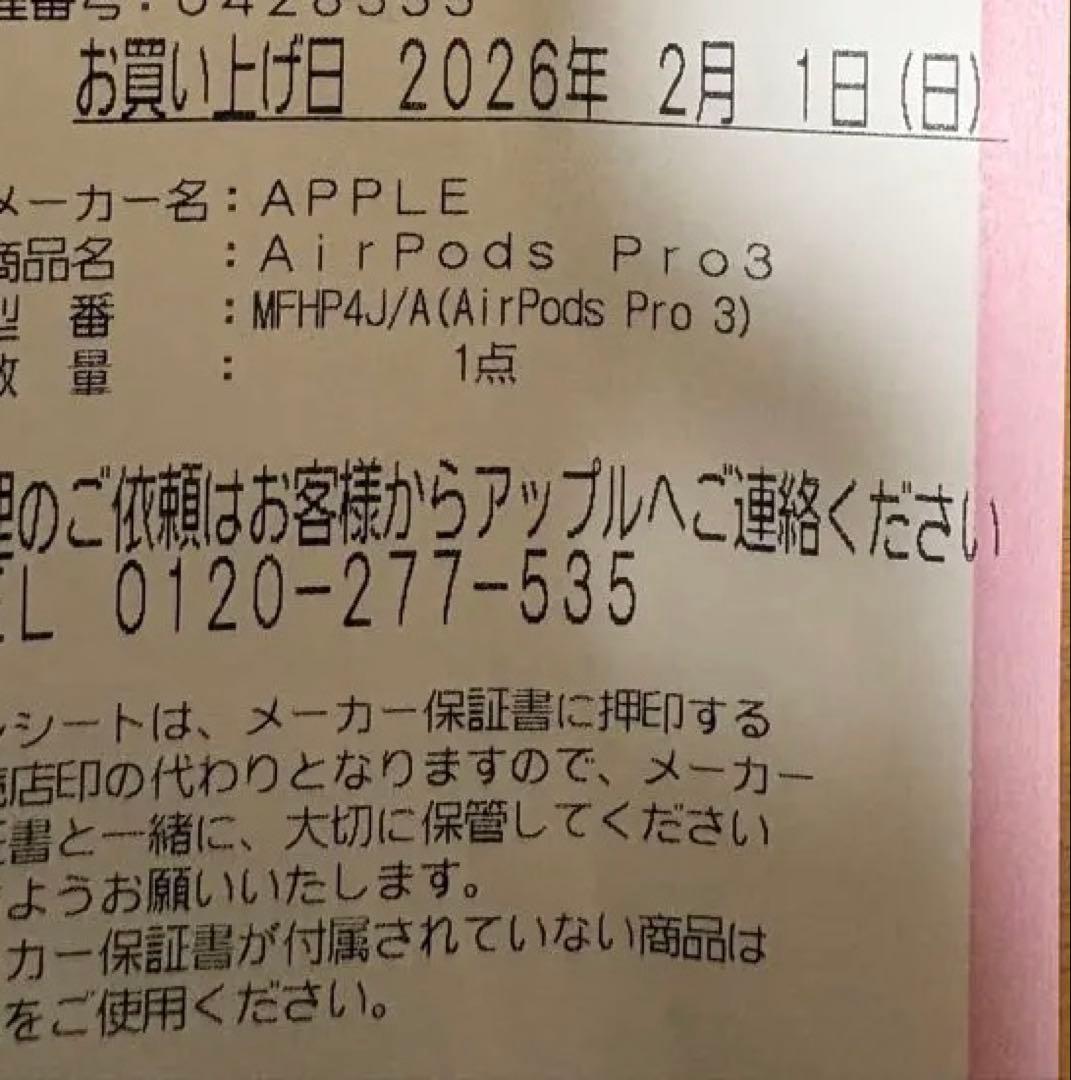 理番号：0428535
お買い上げ日 2026年 2月 1日(日)
メーカー名：APPLE
商品名 ：AirPods Pro3
型 番 ：MFHP4J/A(AirPods Pro 3)
数 量 ： 1点
理のご依頼はお客様からアップルへご連絡ください
TEL 0120-277-535
レシートは、メーカー保証書に押印する
売店印の代わりとなりますので、メーカー
証書と一緒に、大切に保管してください
ようお願いいたします。
カー保証書が付属されていない商品は
をご使用ください。